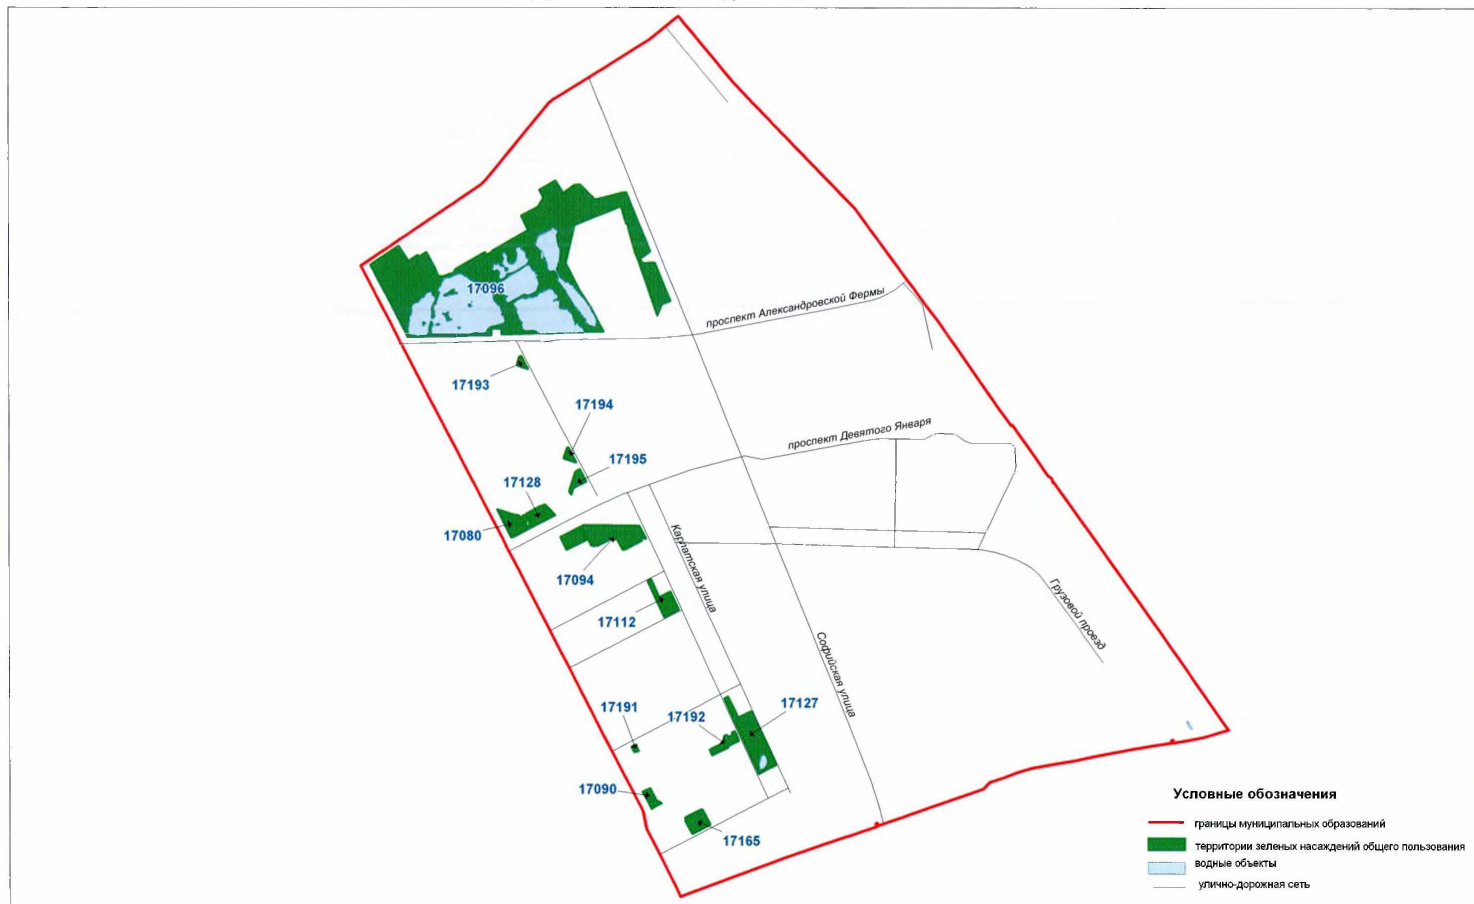 17096
проспект Александровской Фермы
17193
17194
проспект Девятого Января
17195
17128
17080
Карпатская улица
17094
Грузовой проезд
17112
Софийская улица
17191
17192
17127
17090
17165
Условные обозначения
границы муниципальных образований
территории зеленых насаждений общего пользования
водные объекты
улично-дорожная сеть